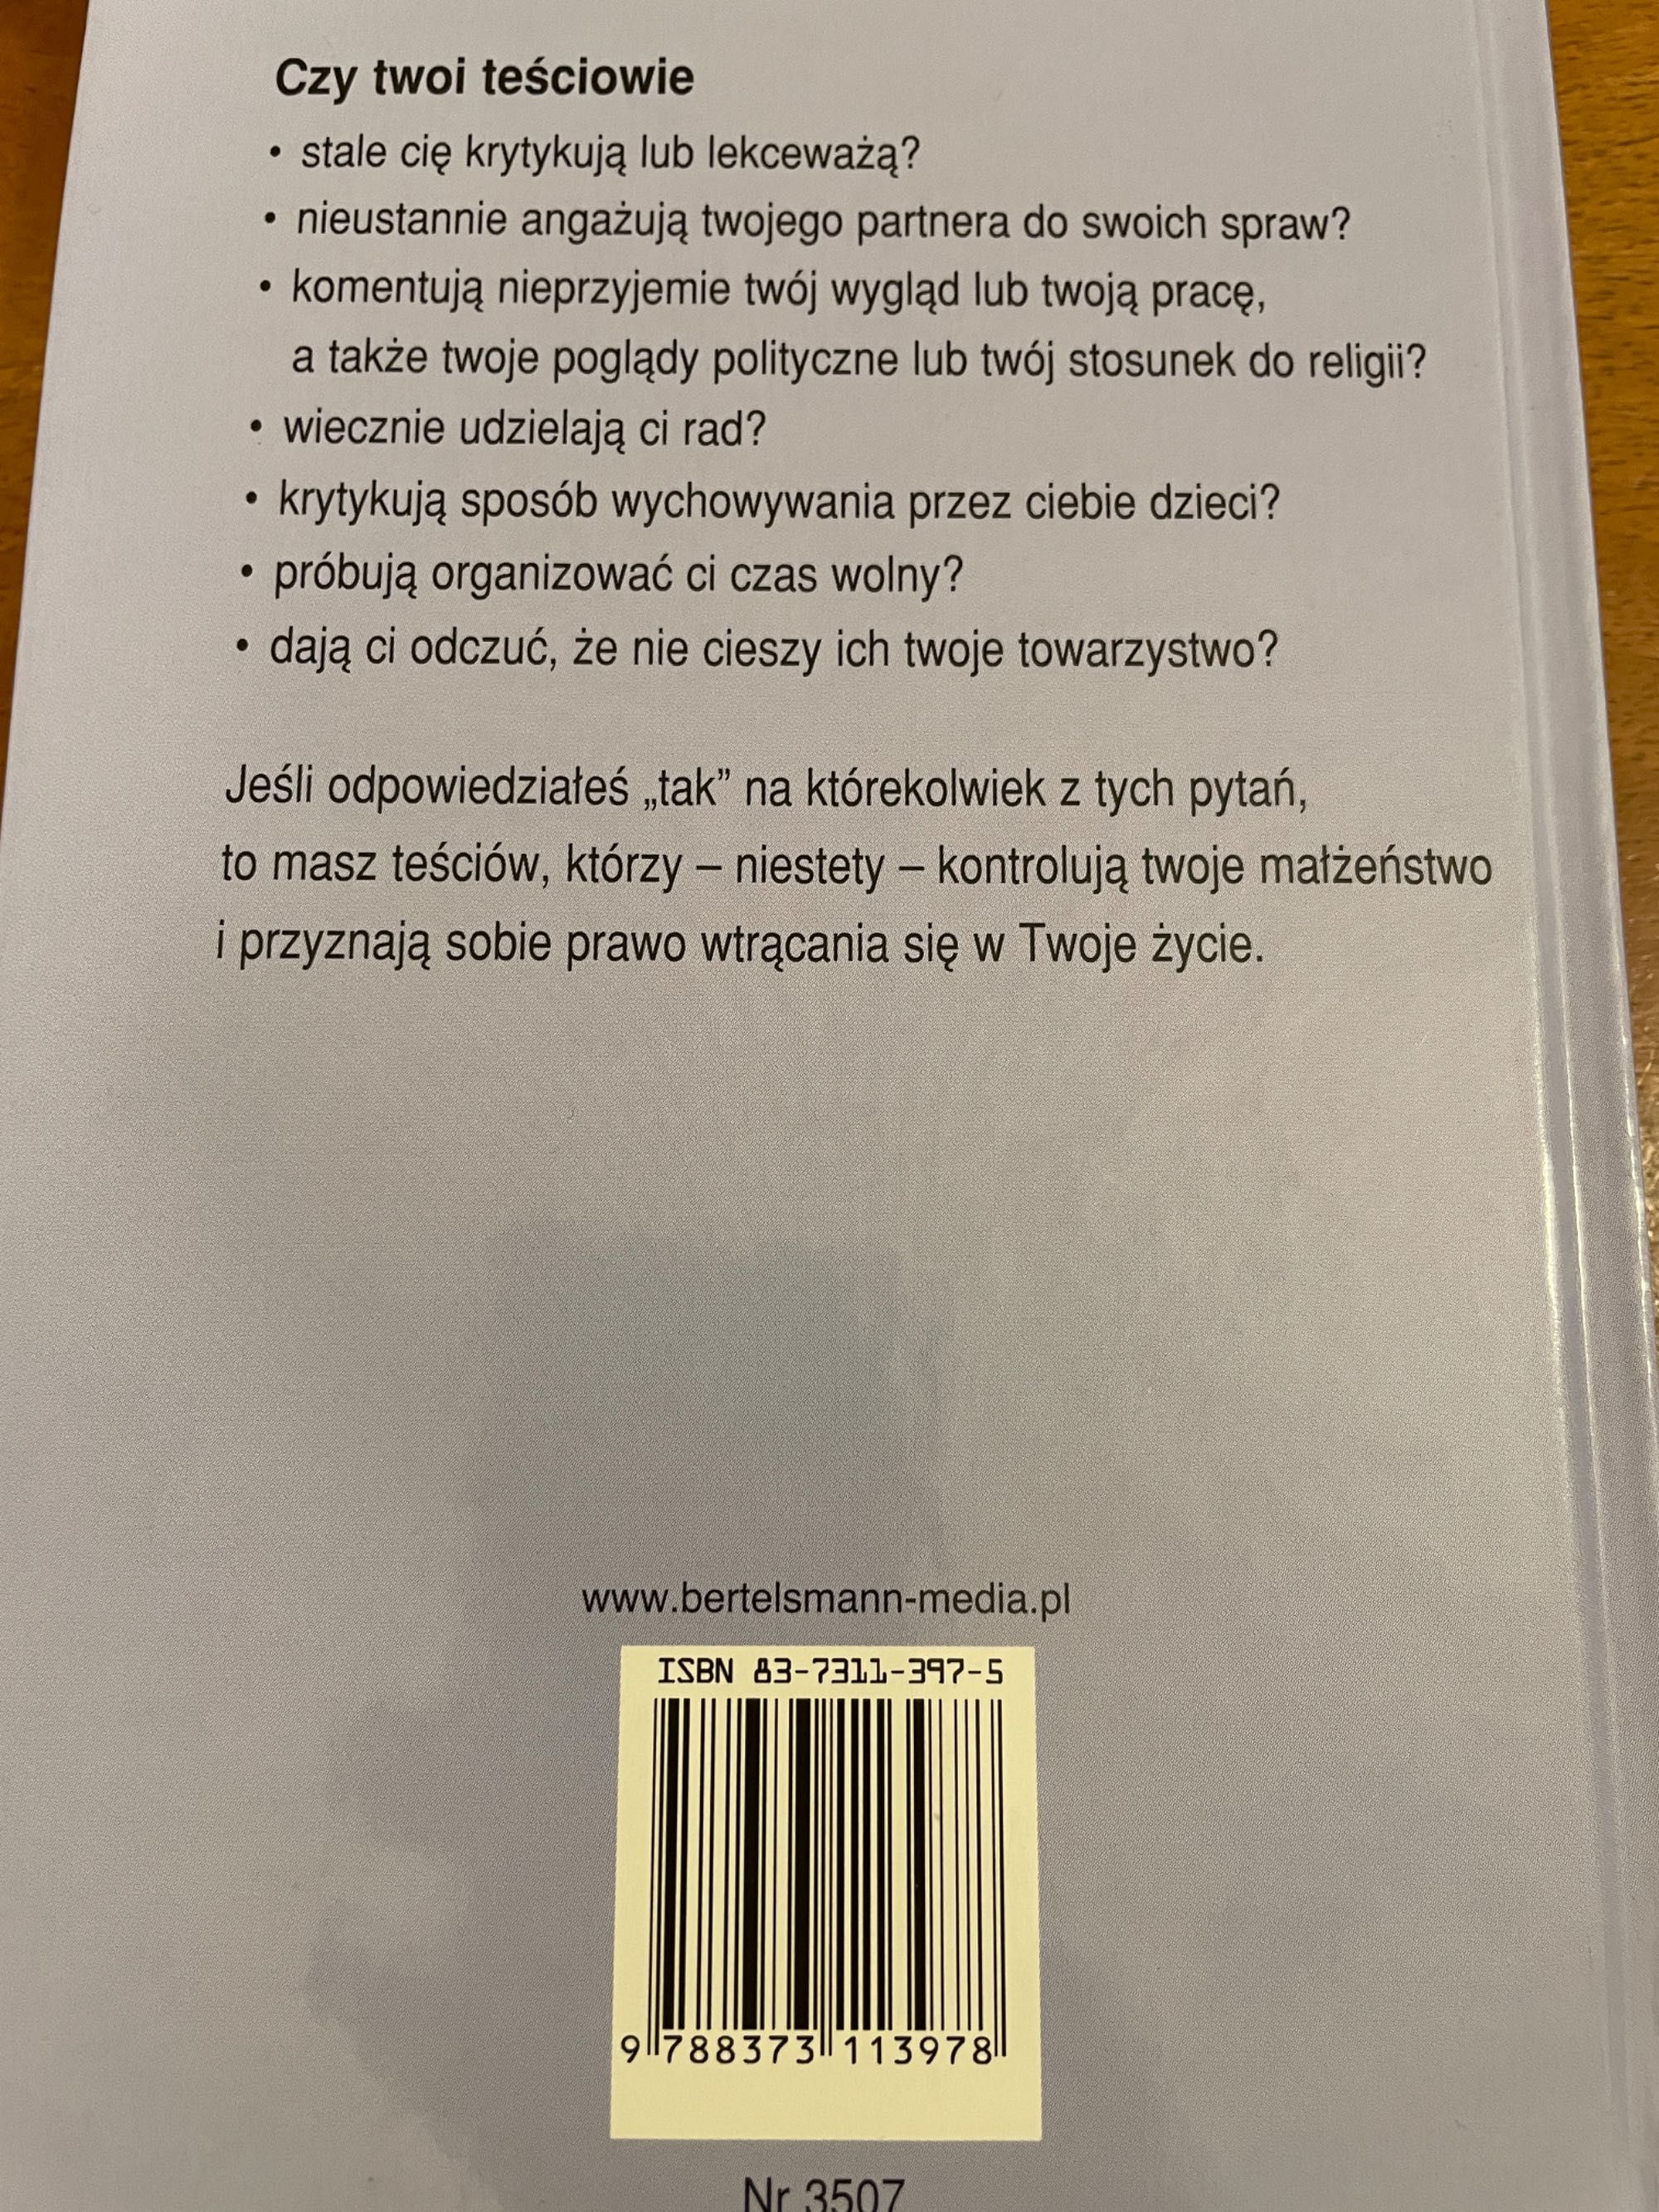 Czy twoi teściowie
• stale cię krytykują lub lekceważą?
• nieustannie angażują twojego partnera do swoich spraw?
• komentują nieprzyjemie twój wygląd lub twoją pracę,
a także twoje poglądy polityczne lub twój stosunek do religii?
• wiecznie udzielają ci rad?
• krytykują sposób wychowywania przez ciebie dzieci?
• próbują organizować ci czas wolny?
• dają ci odczuć, że nie cieszy ich twoje towarzystwo?
Jeśli odpowiedziałeś „tak” na którekolwiek z tych pytań,
to masz teściów, którzy – niestety – kontrolują twoje małżeństwo
i przyznają sobie prawo wtrącania się w Twoje życie.
www.bertelsmann-media.pl
ISBN 83-7311-397-5
9 788373 113978
Nr 3507